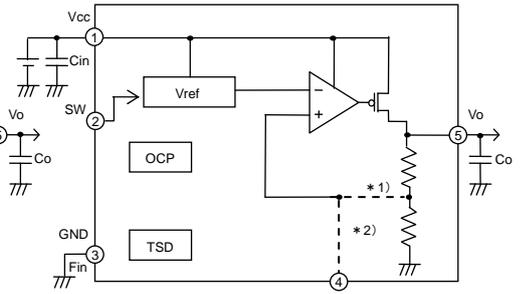 Vcc
1
Cin
SW
2
Vref
−
+
Vo
Co
OCP
Vo
5
Co
*1)
*2)
GND
3
Fin
TSD
4